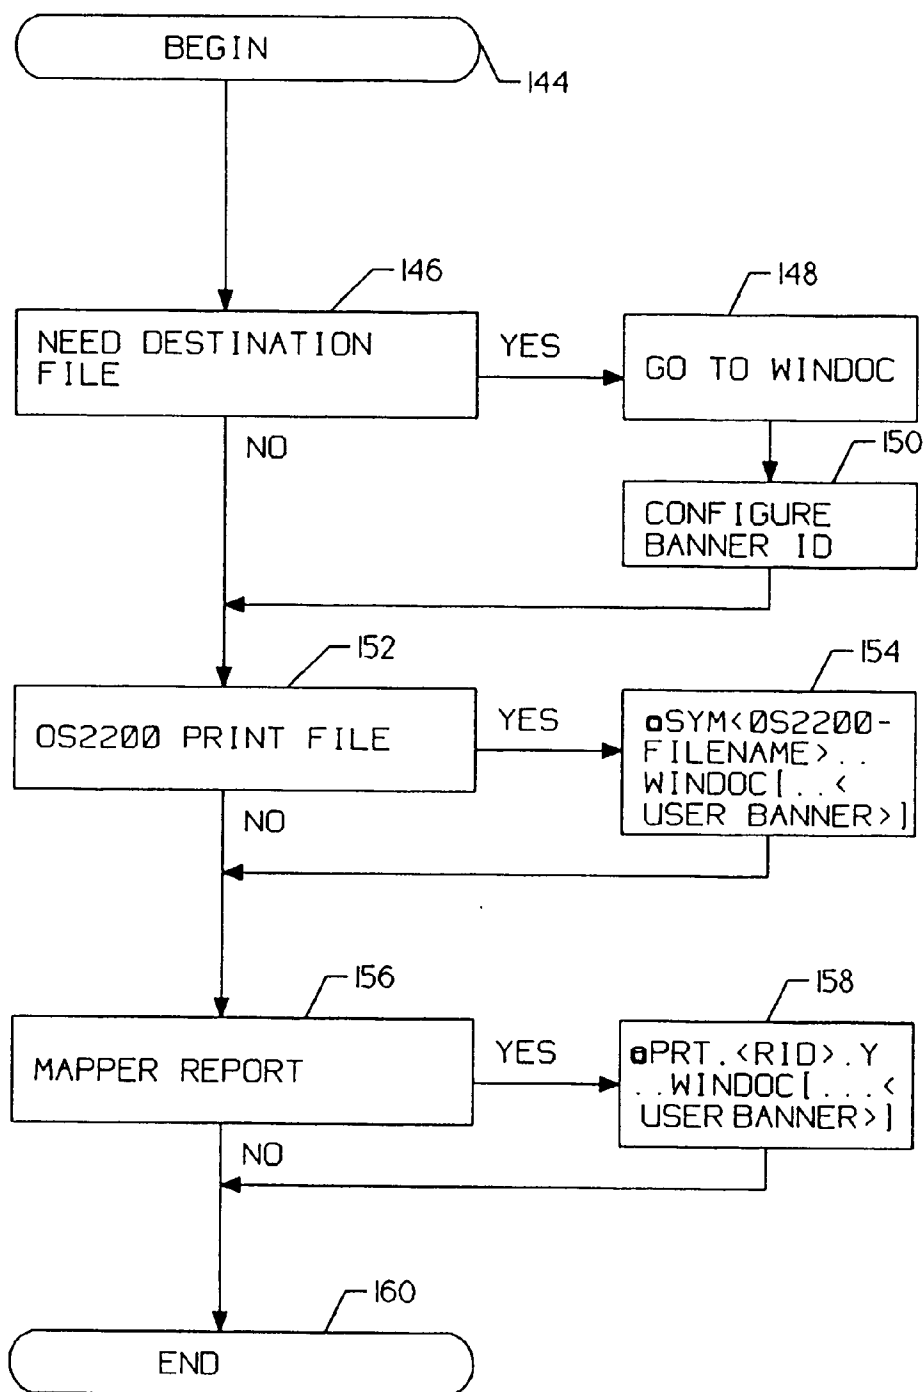 BEGIN
144
146
NEED DESTINATION
FILE
YES
NO
148
GO TO WINDOC
150
CONFIGURE
BANNER ID
152
OS2200 PRINT FILE
YES
NO
154
@SYM<OS2200-
FILENAME>..
WINDOC[..<
USER BANNER>]
156
MAPPER REPORT
YES
NO
158
@PRT.<RID>.Y
..WINDOC[...<
USER BANNER>]
160
END